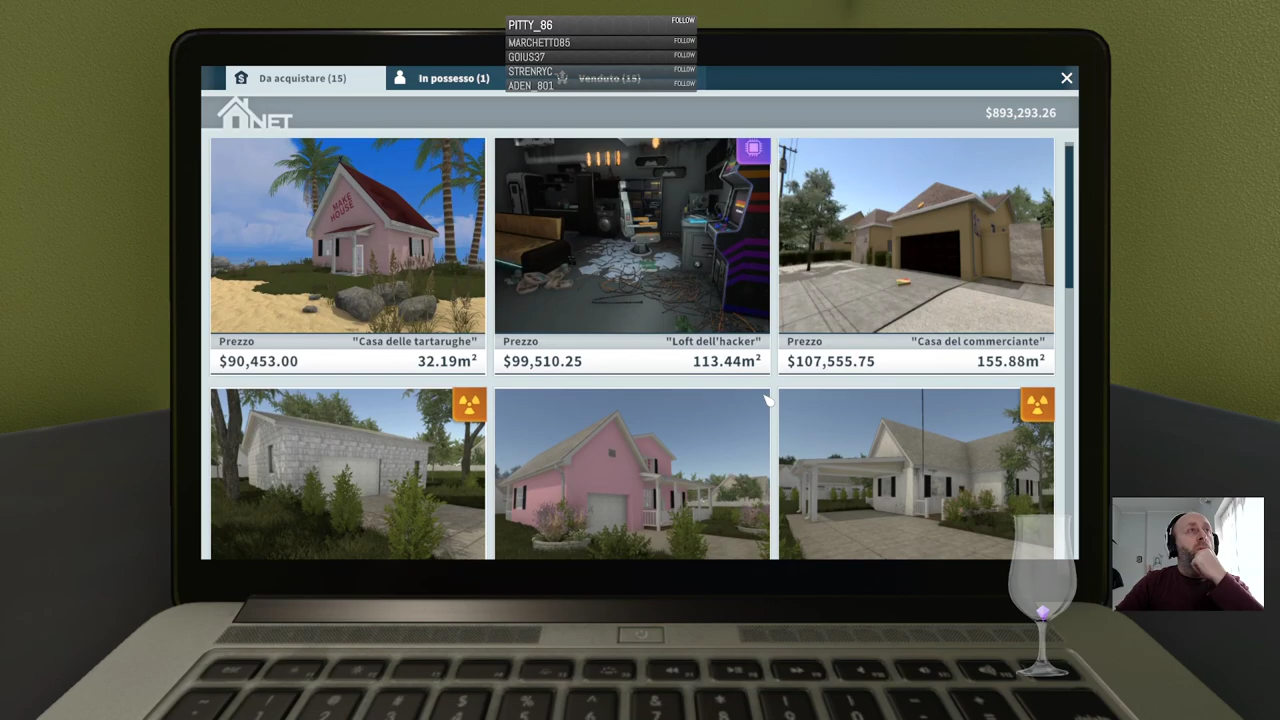 PITTY_86 FOLLOW
MARCHETTO85 FOLLOW
GOIUS37 FOLLOW
STRENRYC FOLLOW
ADEN_801 FOLLOW
Da acquistare (15)
In possesso (1)
Venduto (15)
NET
$893,293.26
MAKE
HOUSE
Prezzo "Casa delle tartarughe"
$90,453.00 32.19m²
Prezzo "Loft dell'hacker"
$99,510.25 113.44m²
Prezzo "Casa del commerciante"
$107,555.75 155.88m²